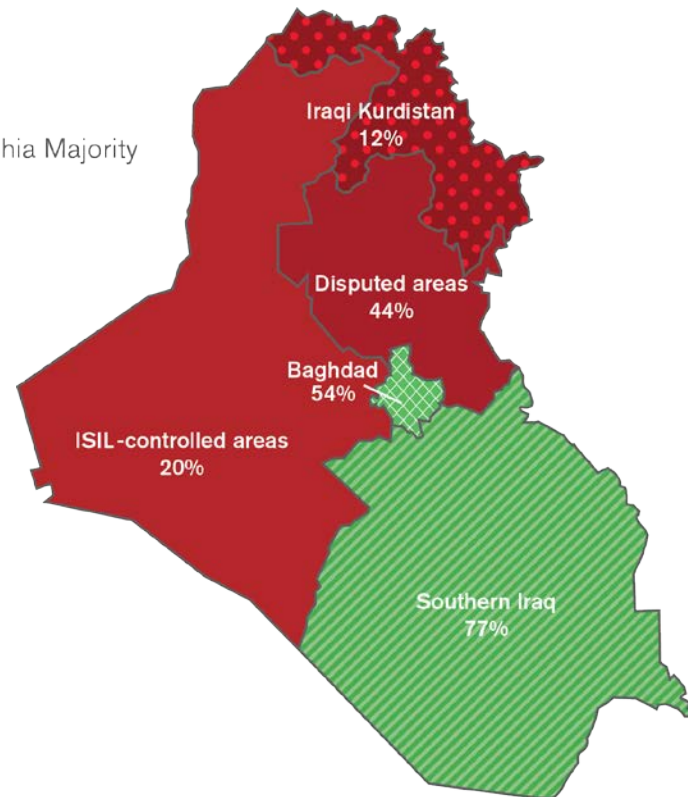 Iraqi Kurdistan
12%
hia Majority
Disputed areas
44%
Baghdad
54%
ISIL-controlled areas
20%
Southern Iraq
77%